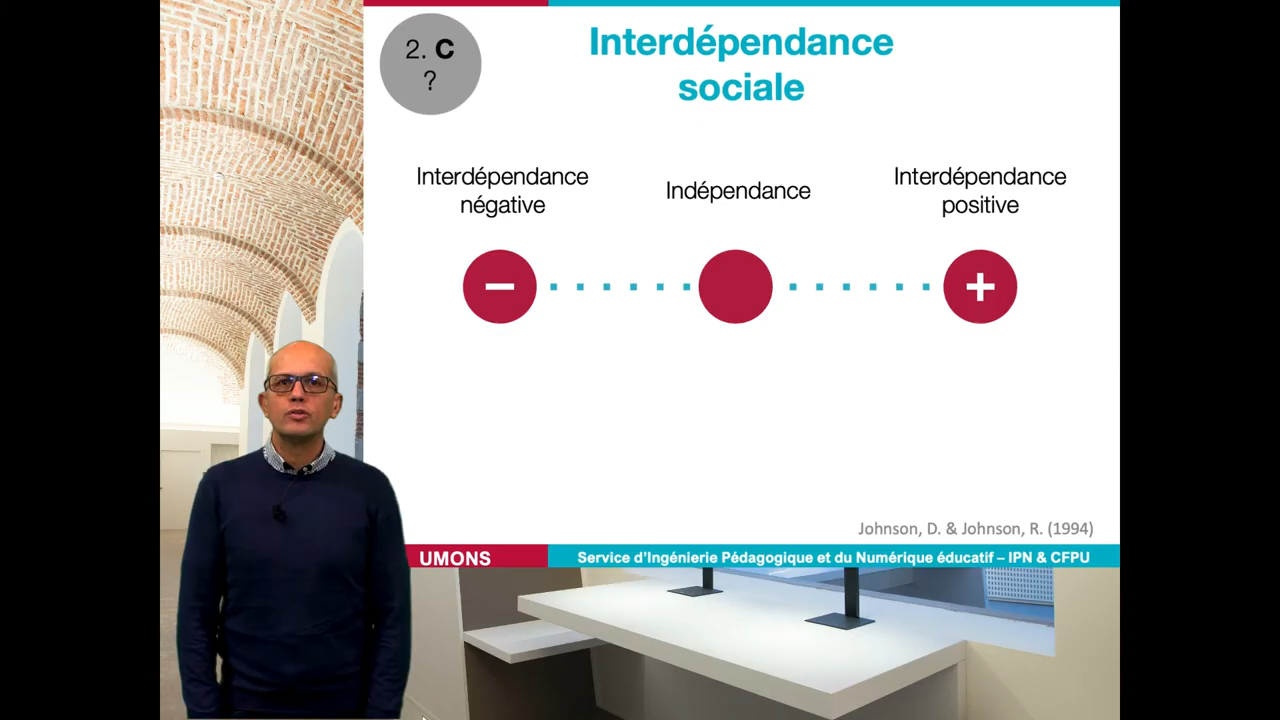 2. C
?
Interdépendance
sociale
Interdépendance
négative
Indépendance
Interdépendance
positive
Johnson, D. & Johnson, R. (1994)
UMONS
Service d'Ingénierie Pédagogique et du Numérique éducatif – IPN & CFPU